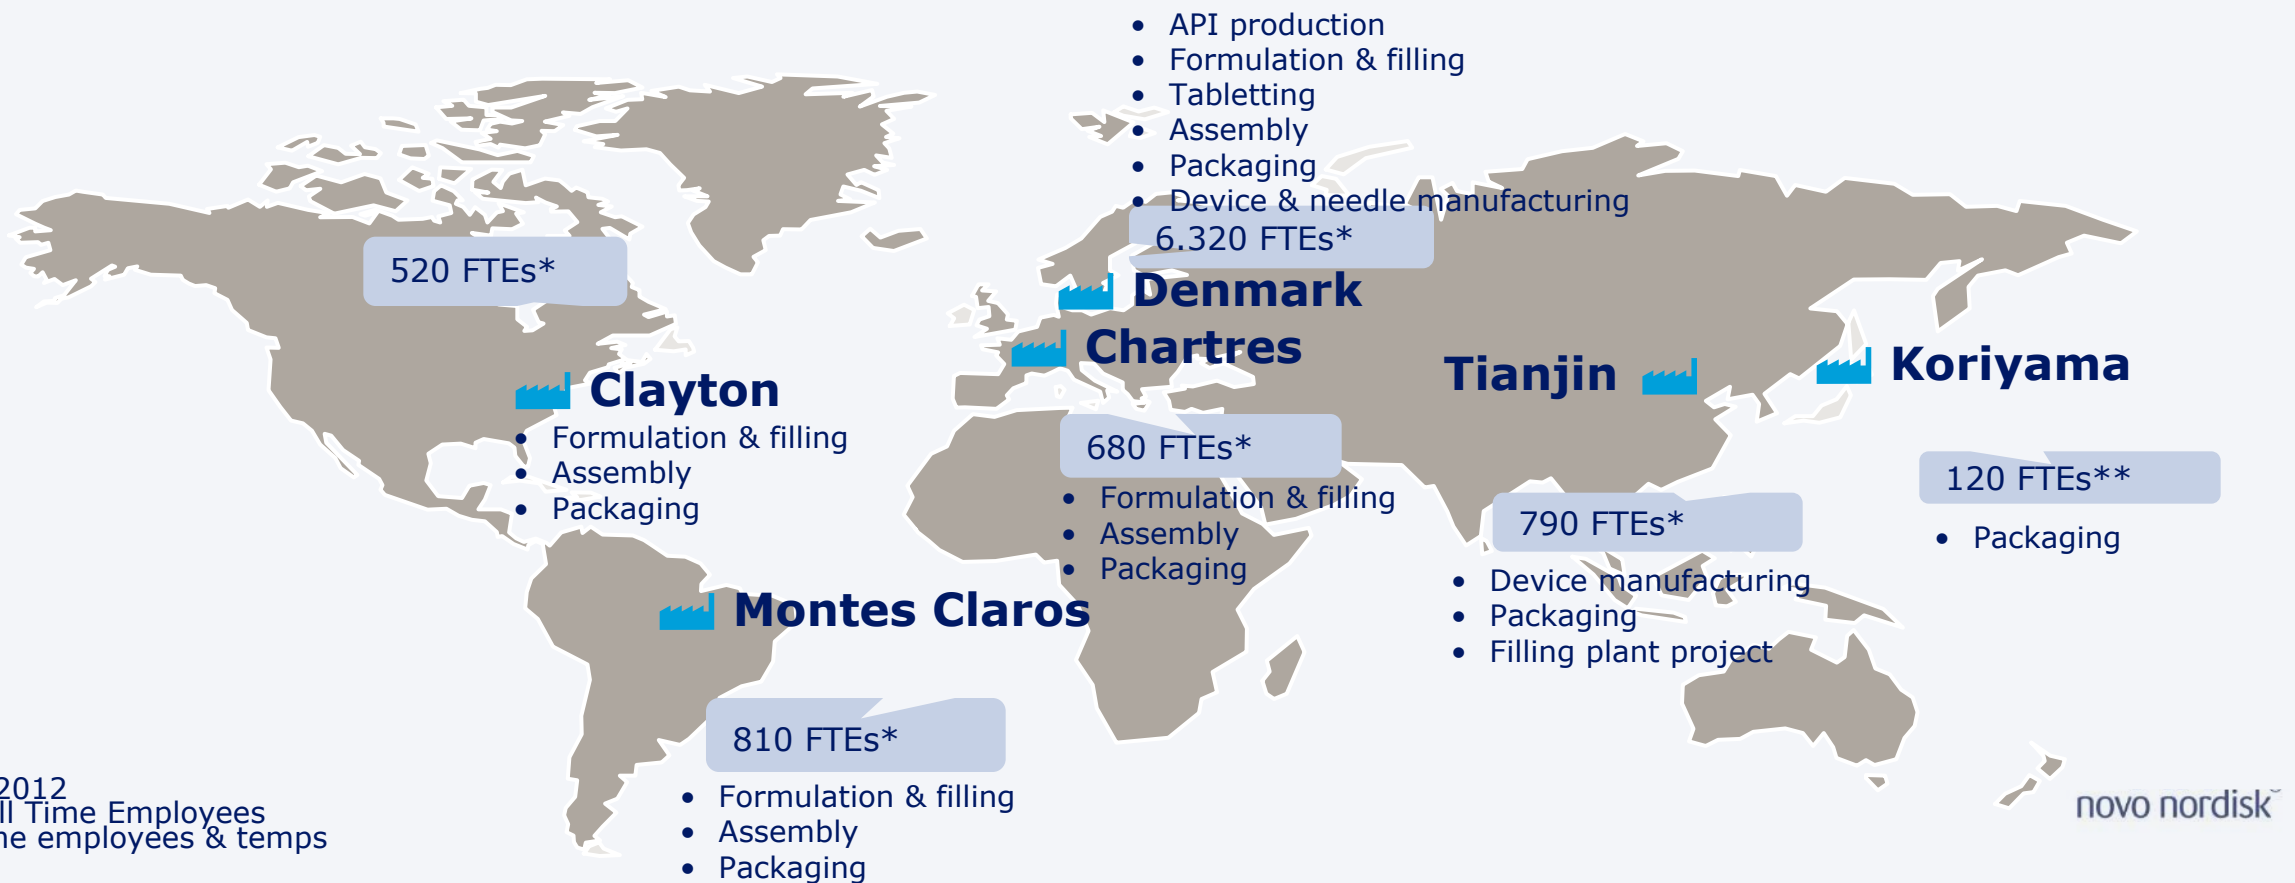 • API production
• Formulation & filling
• Tabletting
• Assembly
• Packaging
• Device & needle manufacturing
6.320 FTEs*
Denmark
520 FTEs*
Clayton
• Formulation & filling
• Assembly
• Packaging
Chartres
680 FTEs*
• Formulation & filling
• Assembly
• Packaging
Tianjin
790 FTEs*
• Device manufacturing
• Packaging
• Filling plant project
Koriyama
120 FTEs**
• Packaging
Montes Claros
810 FTEs*
• Formulation & filling
• Assembly
• Packaging
2012
Time Employees
employees & temps
novo nordisk